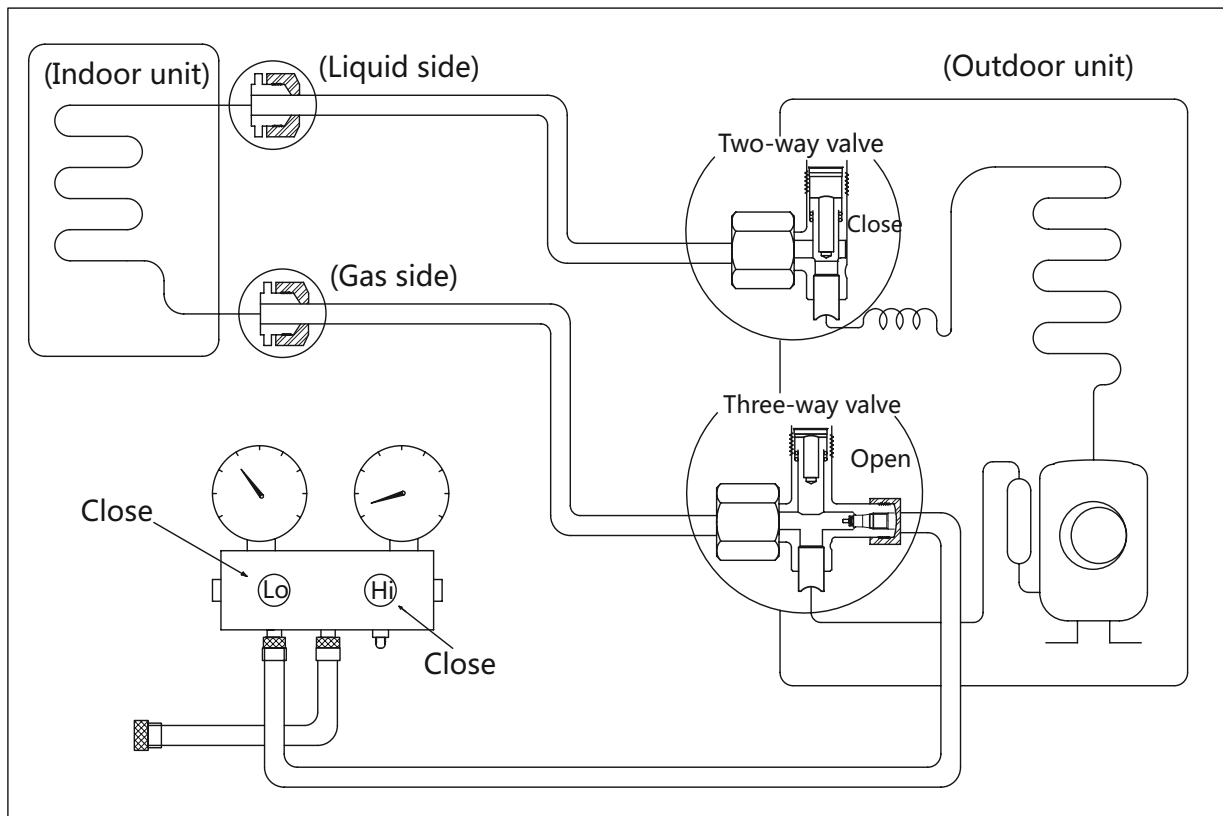 (Indoor unit)
(Liquid side)
(Outdoor unit)
Two-way valve
Close
(Gas side)
Three-way valve
Open
Close
Lo
Hi
Close